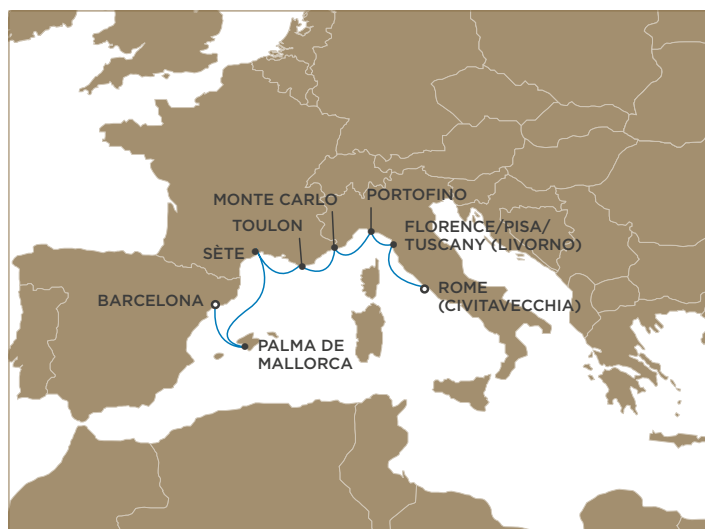 MONTE CARLO
PORTOFINO
TOULON
FLORENCE/PISA/
TUSCANY (LIVORNO)
SÈTE
BARCELONA
ROME
(CIVITAVECCHIA)
PALMA DE
MALLORCA